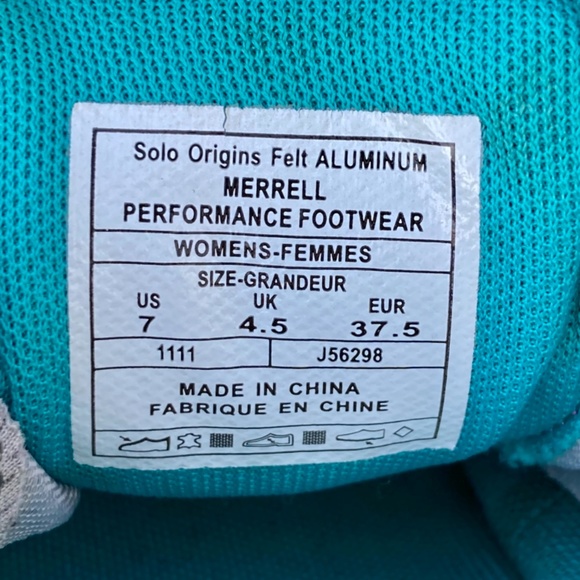 Solo Origins Felt ALUMINUM
MERRELL
PERFORMANCE FOOTWEAR
WOMENS-FEMMES
SIZE-GRANDEUR
US UK EUR
7 4.5 37.5
1111 J56298
MADE IN CHINA
FABRIQUE EN CHINE